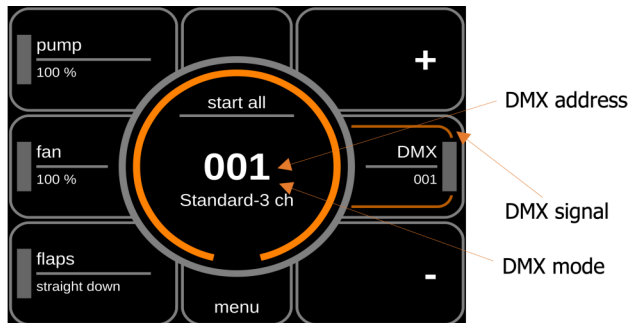 pump
100 %
+
start all
DMX address
fan
100 %
001
Standard-3 ch
DMX
001
DMX signal
DMX mode
flaps
straight down
-
menu